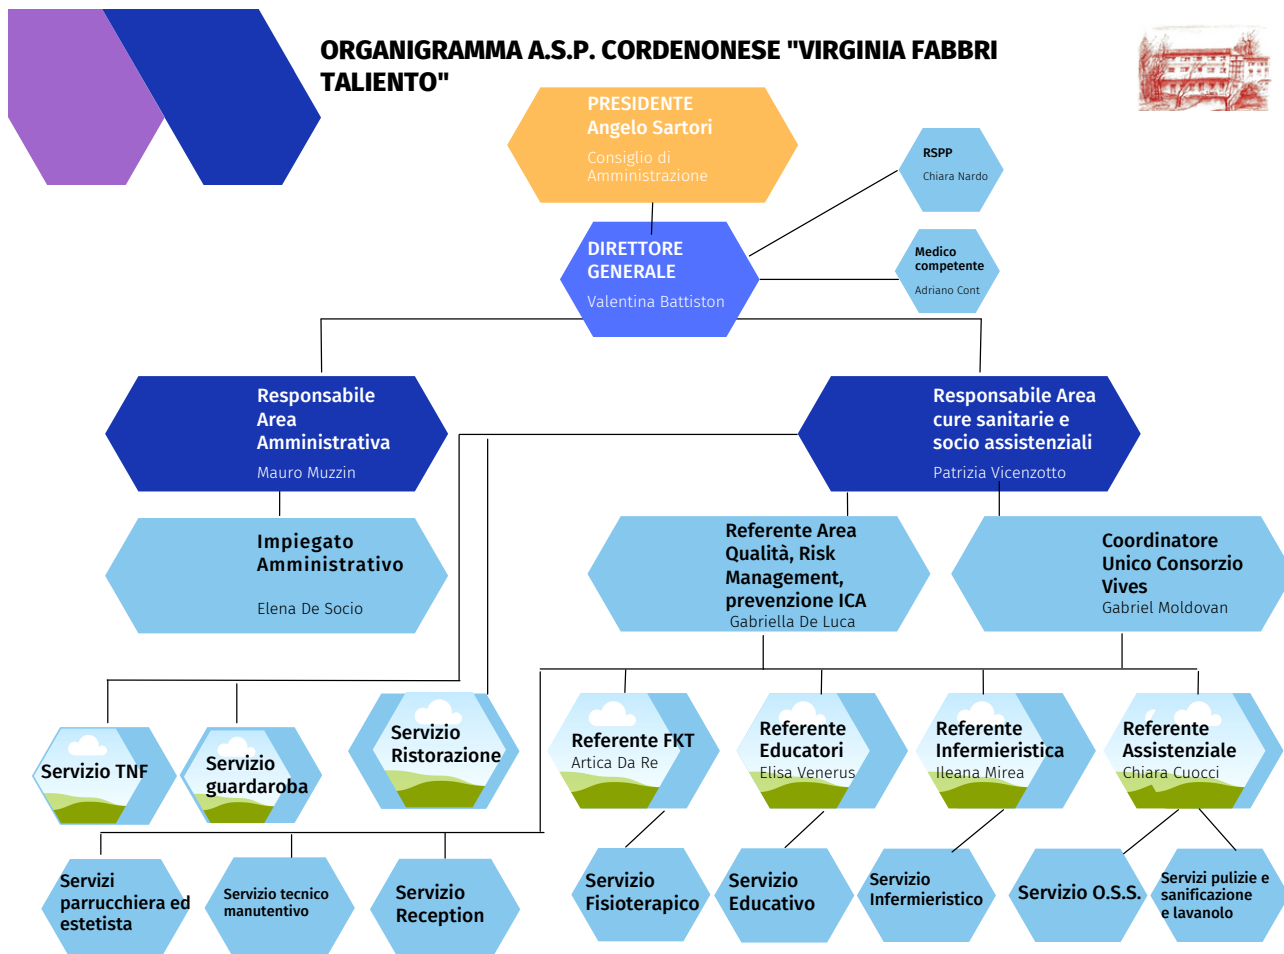 ORGANIGRAMMA A.S.P. CORDENONESE "VIRGINIA FABBRI
TALIENTO"
PRESIDENTE
Angelo Sartori
Consiglio di
Amministrazione
RSPP
Chiara Nardo
DIRETTORE
GENERALE
Valentina Battiston
Medico
competente
Adriano Cont
Responsabile
Area
Amministrativa
Mauro Muzzin
Responsabile Area
cure sanitarie e
socio assistenziali
Patrizia Vicenzotto
Impiegato
Amministrativo
Elena De Socio
Referente Area
Qualità, Risk
Management,
prevenzione ICA
Gabriella De Luca
Coordinatore
Unico Consorzio
Vives
Gabriel Moldovan
Servizio TNF
Servizio
guardaroba
Servizio
Ristorazione
Referente FKT
Artica Da Re
Referente
Educatori
Elisa Venerus
Referente
Infermieristica
Ileana Mirea
Referente
Assistenziale
Chiara Cuocci
Servizi
parrucchiera ed
estetista
Servizio tecnico
manutentivo
Servizio
Reception
Servizio
Fisioterapico
Servizio
Educativo
Servizio
Infermieristico
Servizio O.S.S.
Servizi pulizie e
sanificazione
e lavanolo